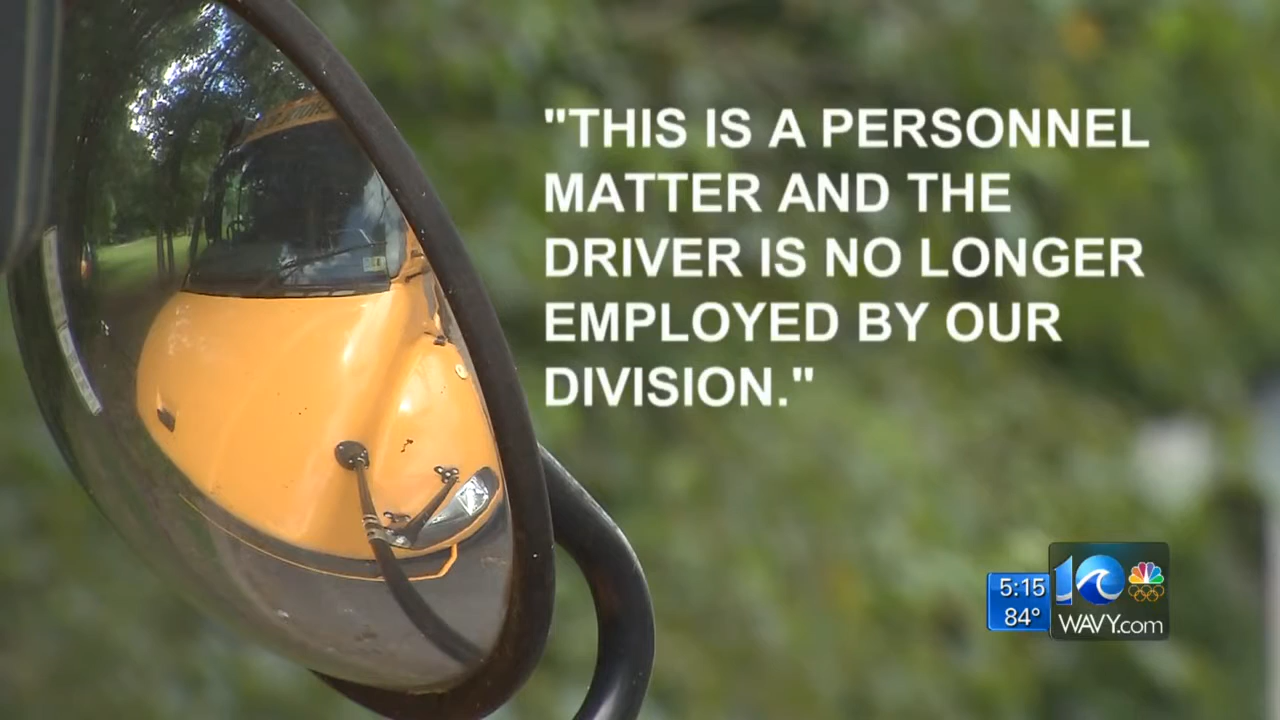 "THIS IS A PERSONNEL
MATTER AND THE
DRIVER IS NO LONGER
EMPLOYED BY OUR
DIVISION."
5:15
84°
10
WAVY.com